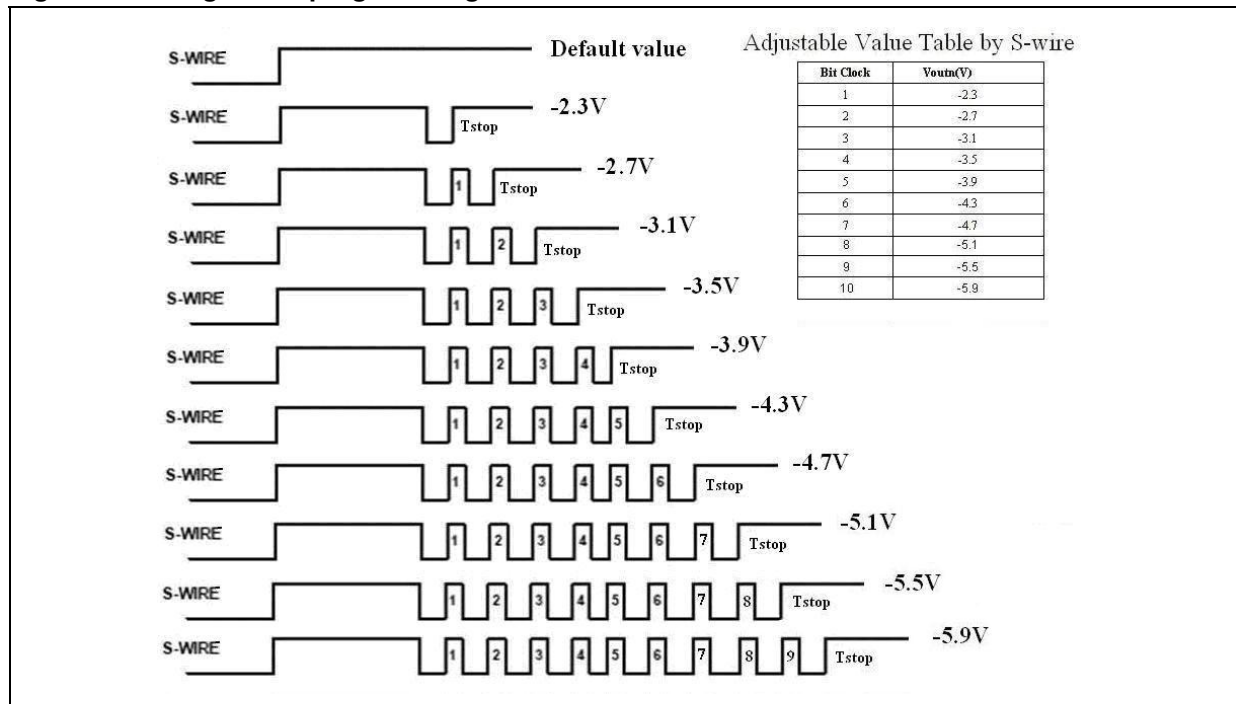 S-WIRE
Default value
S-WIRE
Tstop
-2.3V
S-WIRE
1
Tstop
-2.7V
S-WIRE
1 2
Tstop
-3.1V
S-WIRE
1 2 3
Tstop
-3.5V
S-WIRE
1 2 3 4
Tstop
-3.9V
S-WIRE
1 2 3 4 5
Tstop
-4.3V
S-WIRE
1 2 3 4 5 6
Tstop
-4.7V
S-WIRE
1 2 3 4 5 6 7
Tstop
-5.1V
S-WIRE
1 2 3 4 5 6 7 8
Tstop
-5.5V
S-WIRE
1 2 3 4 5 6 7 8 9
Tstop
-5.9V
Adjustable Value Table by S-wire
Bit Clock Voutn(V)
1 -2.3
2 -2.7
3 -3.1
4 -3.5
5 -3.9
6 -4.3
7 -4.7
8 -5.1
9 -5.5
10 -5.9